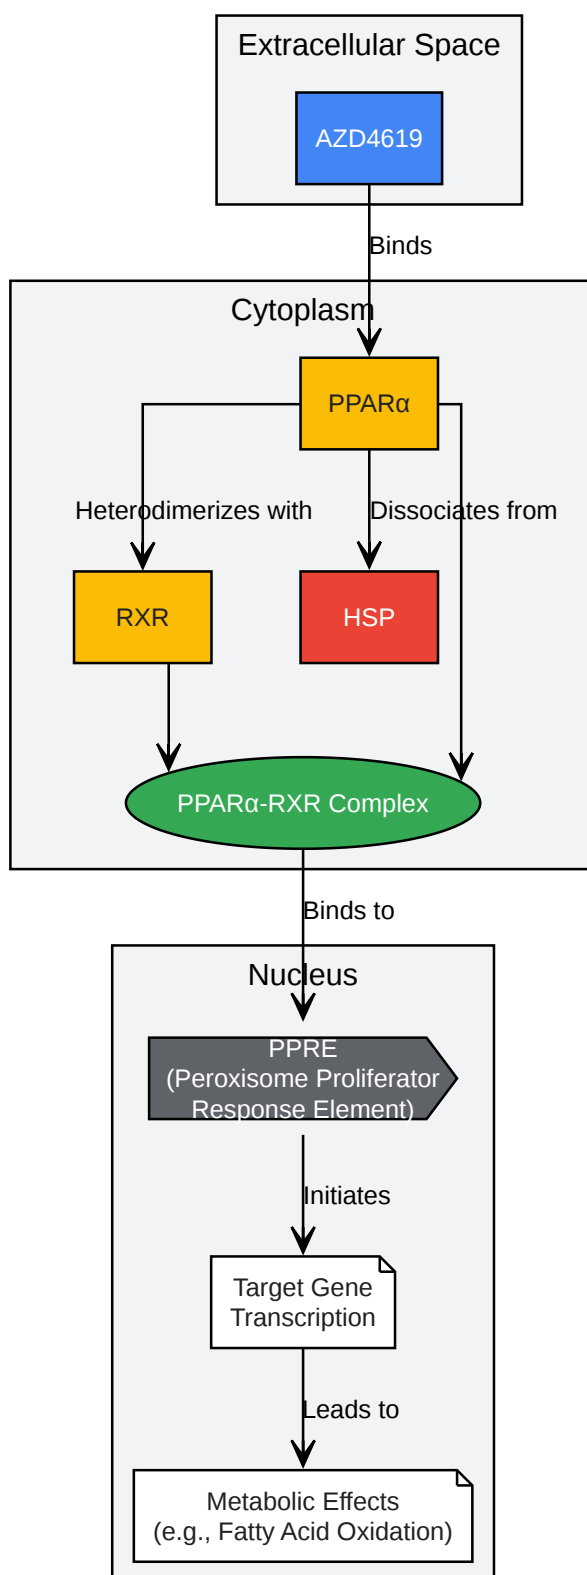 Extracellular Space
AZD4619
Binds
Cytoplasm
PPARα
Heterodimerizes with
Dissociates from
RXR
HSP
PPARα-RXR Complex
Binds to
Nucleus
PPRE
(Peroxisome Proliferator
Response Element)
Initiates
Target Gene
Transcription
Leads to
Metabolic Effects
(e.g., Fatty Acid Oxidation)